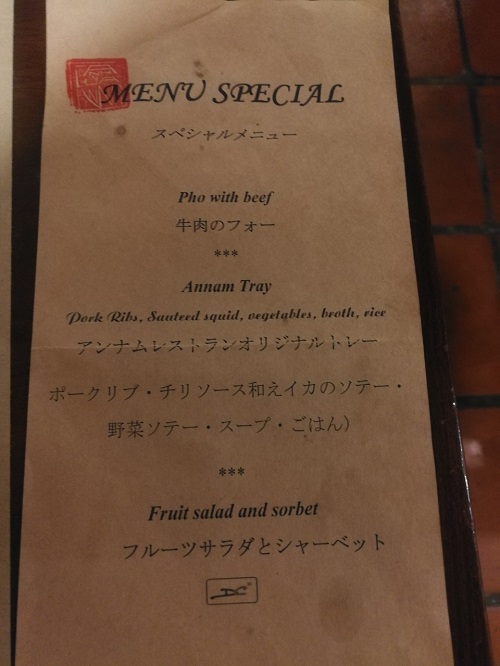 MENU SPECIAL
スペシャルメニュー
Pho with beef
牛肉のフォー
***
Annam Tray
Pork Ribs, Sauteed squid, vegetables, broth, rice
アンナムレストランオリジナルトレー
ポークリブ・チリソース和えイカのソテー・
野菜ソテー・スープ・ごはん）
***
Fruit salad and sorbet
フルーツサラダとシャーベット